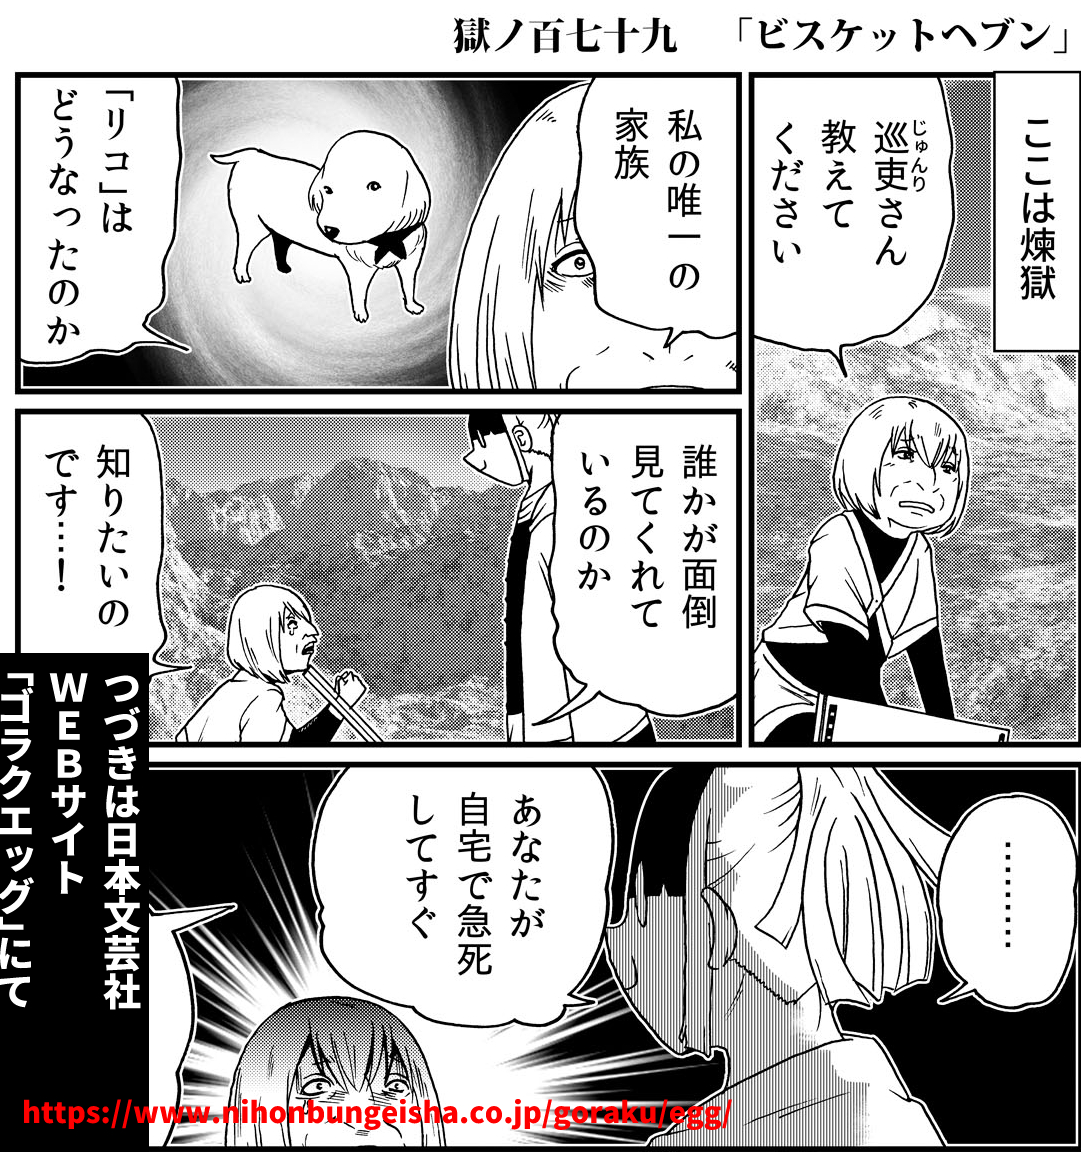 獄ノ百七十九 「ビスケットヘブン」
ここは煉獄
巡吏さん
じゅんり
教えて
ください
私の唯一の
家族
「リコ」は
どうなったのか
誰かが面倒
見てくれて
いるのか
知りたいの
です…!
………
あなたが
自宅で急死
してすぐ
つづきは日本文芸社
WEBサイト
「ゴラクエッグ」にて
https://www.nihonbungeisha.co.jp/goraku/egg/